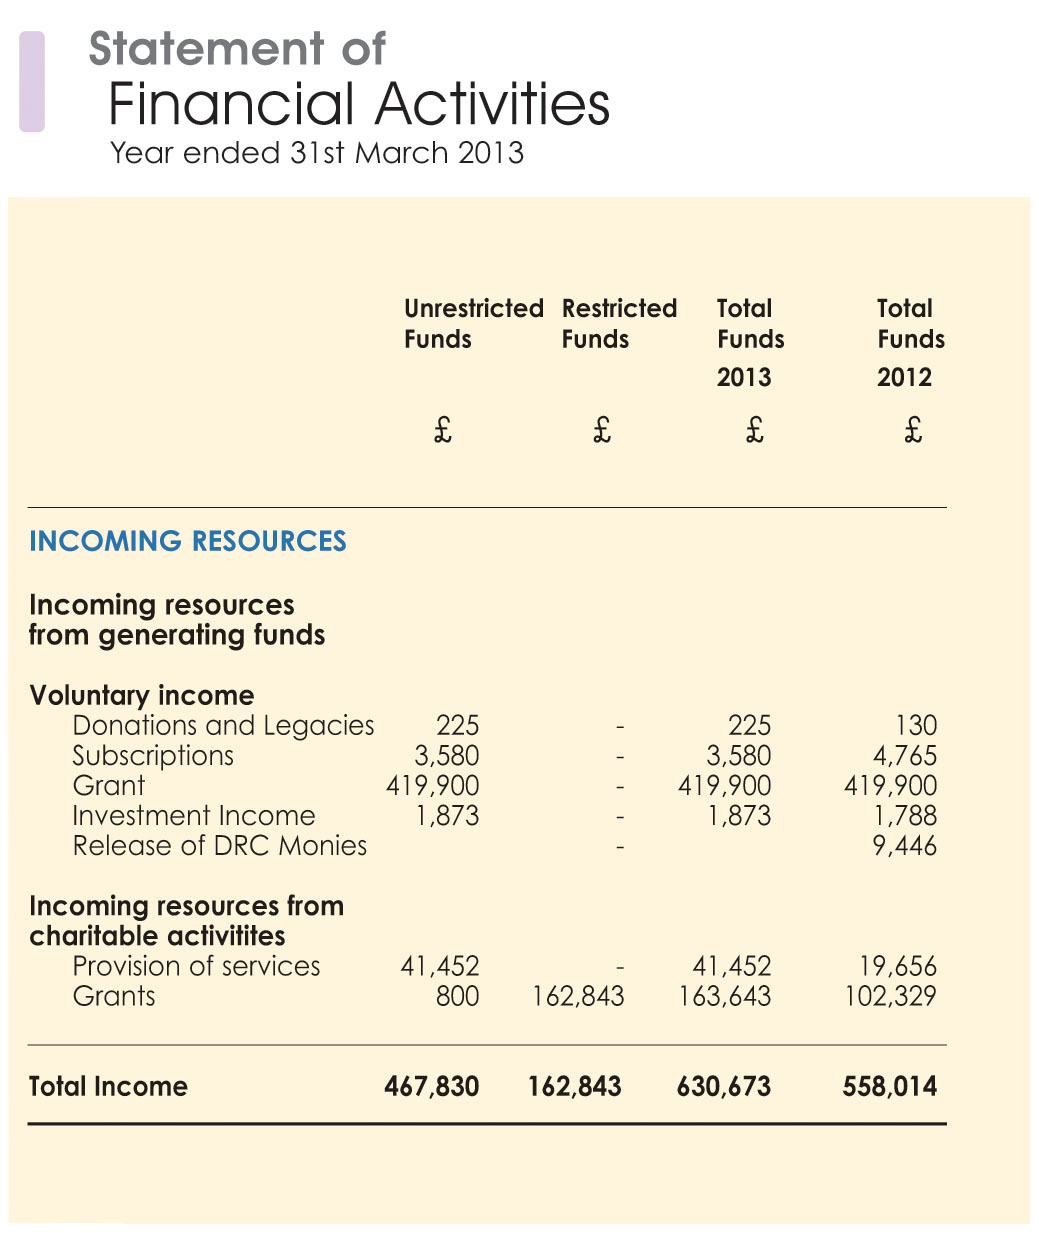 Statement of
Financial Activities
Year ended 31st March 2013
Unrestricted Restricted Total Total
Funds Funds Funds Funds
2013 2012
£ £ £ £
INCOMING RESOURCES
Incoming resources
from generating funds
Voluntary income
Donations and Legacies 225 - 225 130
Subscriptions 3,580 - 3,580 4,765
Grant 419,900 - 419,900 419,900
Investment Income 1,873 - 1,873 1,788
Release of DRC Monies - 9,446
Incoming resources from
charitable activitites
Provision of services 41,452 - 41,452 19,656
Grants 800 162,843 163,643 102,329
Total Income 467,830 162,843 630,673 558,014